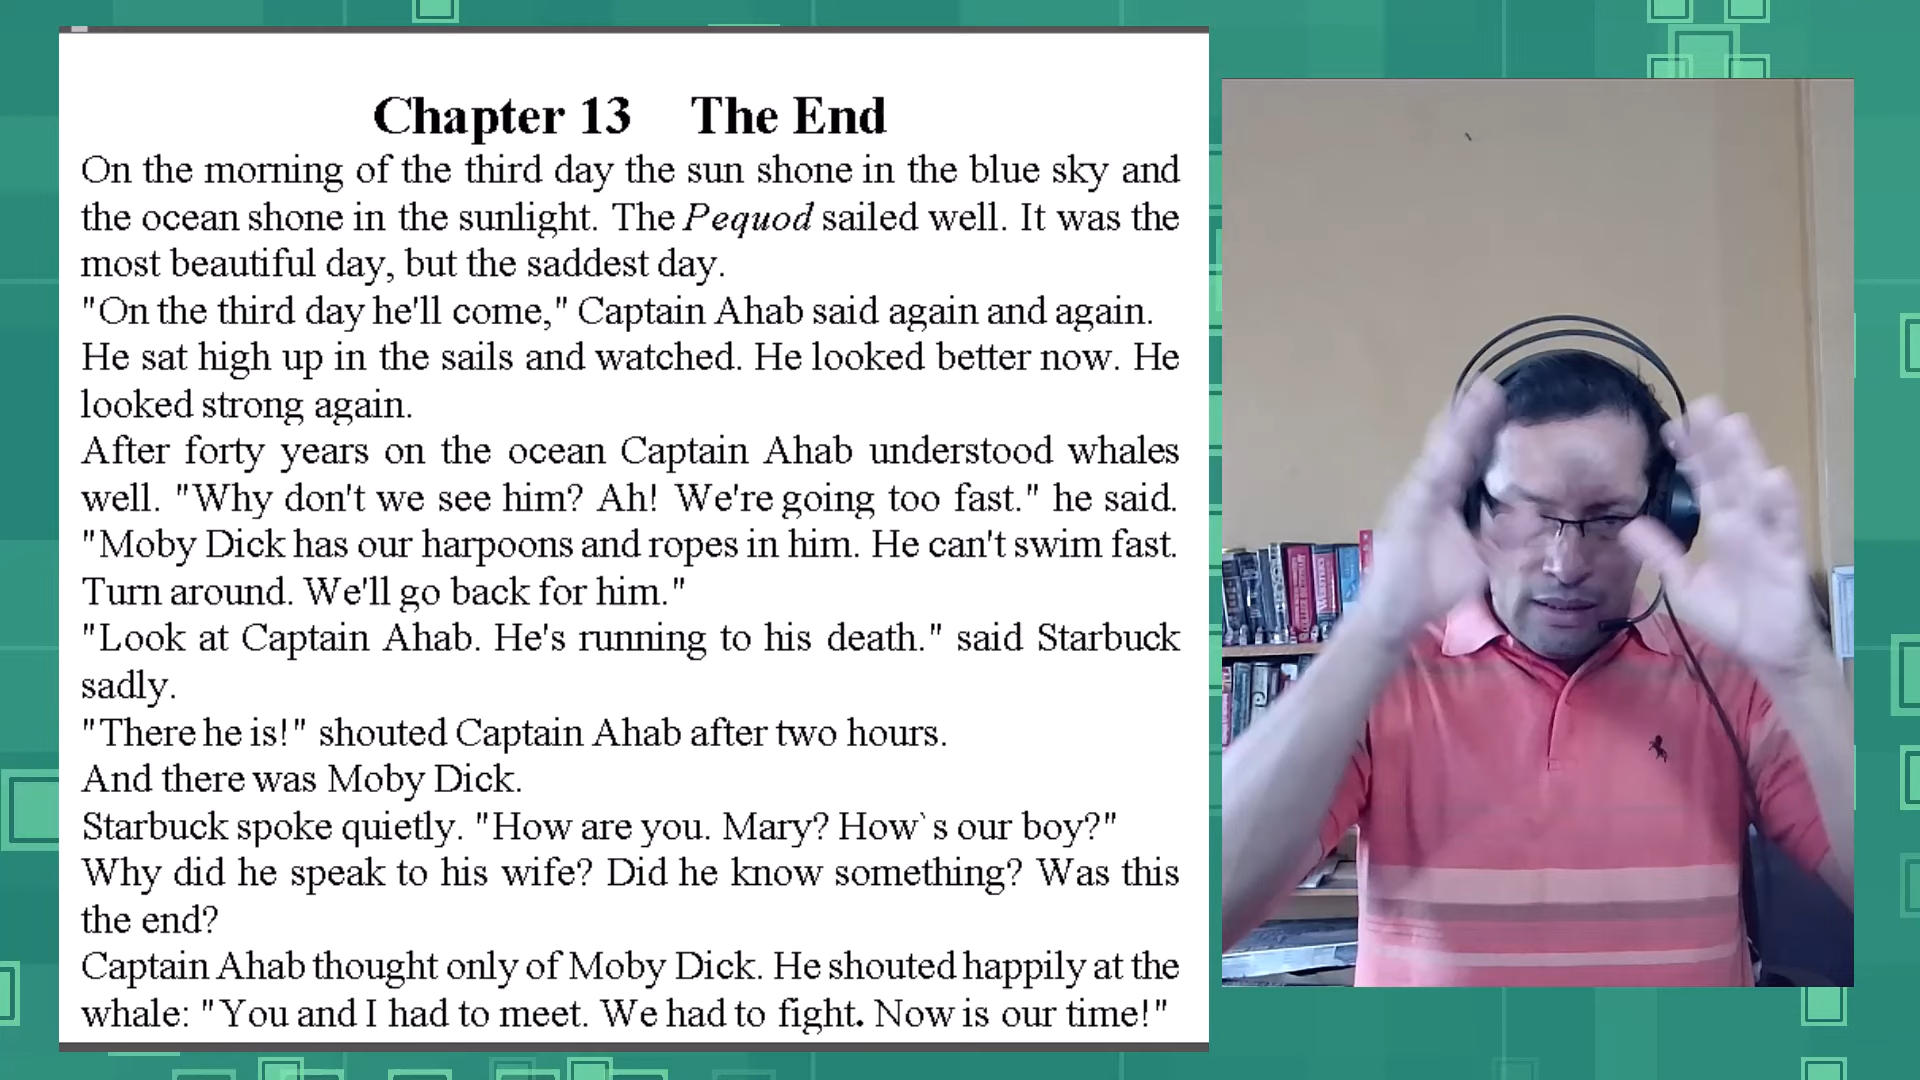 Chapter 13 The End
On the morning of the third day the sun shone in the blue sky and
the ocean shone in the sunlight. The Pequod sailed well. It was the
most beautiful day, but the saddest day.
"On the third day he'll come," Captain Ahab said again and again.
He sat high up in the sails and watched. He looked better now. He
looked strong again.
After forty years on the ocean Captain Ahab understood whales
well. "Why don't we see him? Ah! We're going too fast." he said.
"Moby Dick has our harpoons and ropes in him. He can't swim fast.
Turn around. We'll go back for him."
"Look at Captain Ahab. He's running to his death." said Starbuck
sadly.
"There he is!" shouted Captain Ahab after two hours.
And there was Moby Dick.
Starbuck spoke quietly. "How are you. Mary? How`s our boy?"
Why did he speak to his wife? Did he know something? Was this
the end?
Captain Ahab thought only of Moby Dick. He shouted happily at the
whale: "You and I had to meet. We had to fight. Now is our time!"